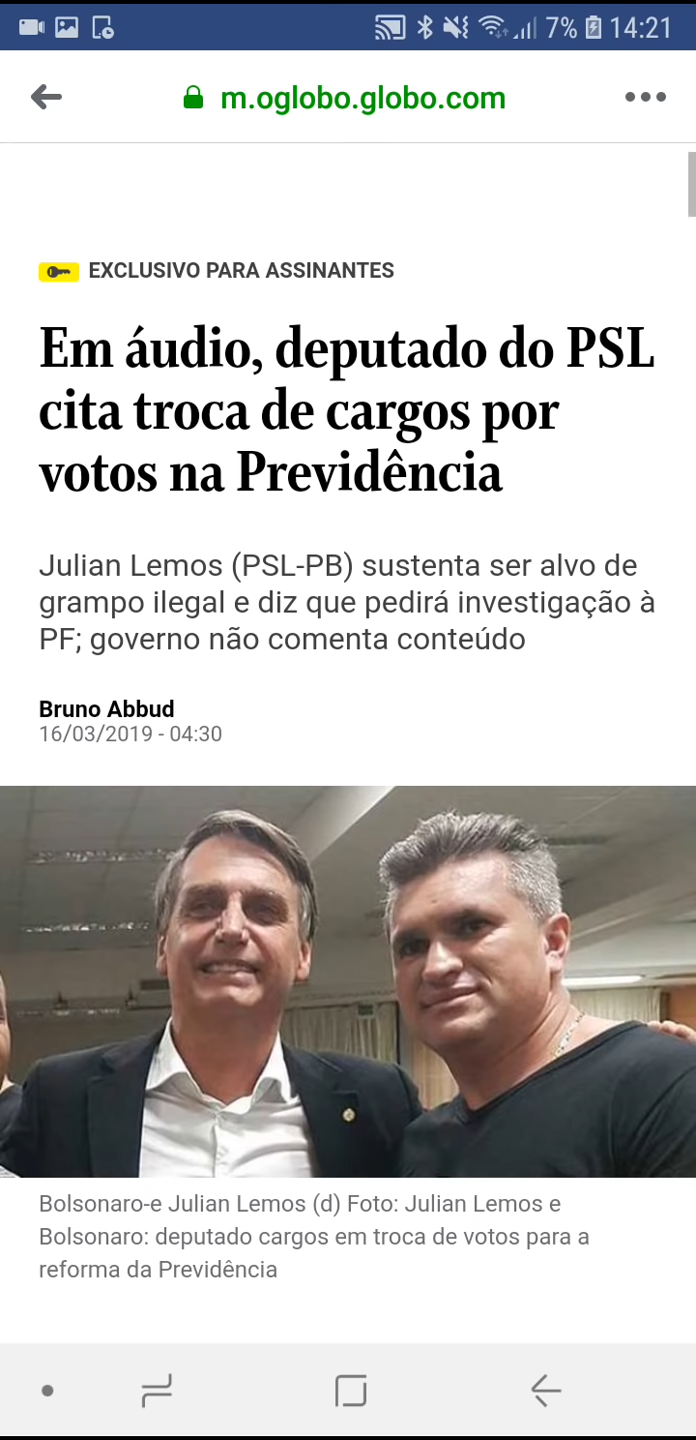 7% 14:21
m.oglobo.globo.com
EXCLUSIVO PARA ASSINANTES
Em áudio, deputado do PSL
cita troca de cargos por
votos na Previdência
Julian Lemos (PSL-PB) sustenta ser alvo de
grampo ilegal e diz que pedirá investigação à
PF; governo não comenta conteúdo
Bruno Abbud
16/03/2019 - 04:30
Bolsonaro-e Julian Lemos (d) Foto: Julian Lemos e
Bolsonaro: deputado cargos em troca de votos para a
reforma da Previdência